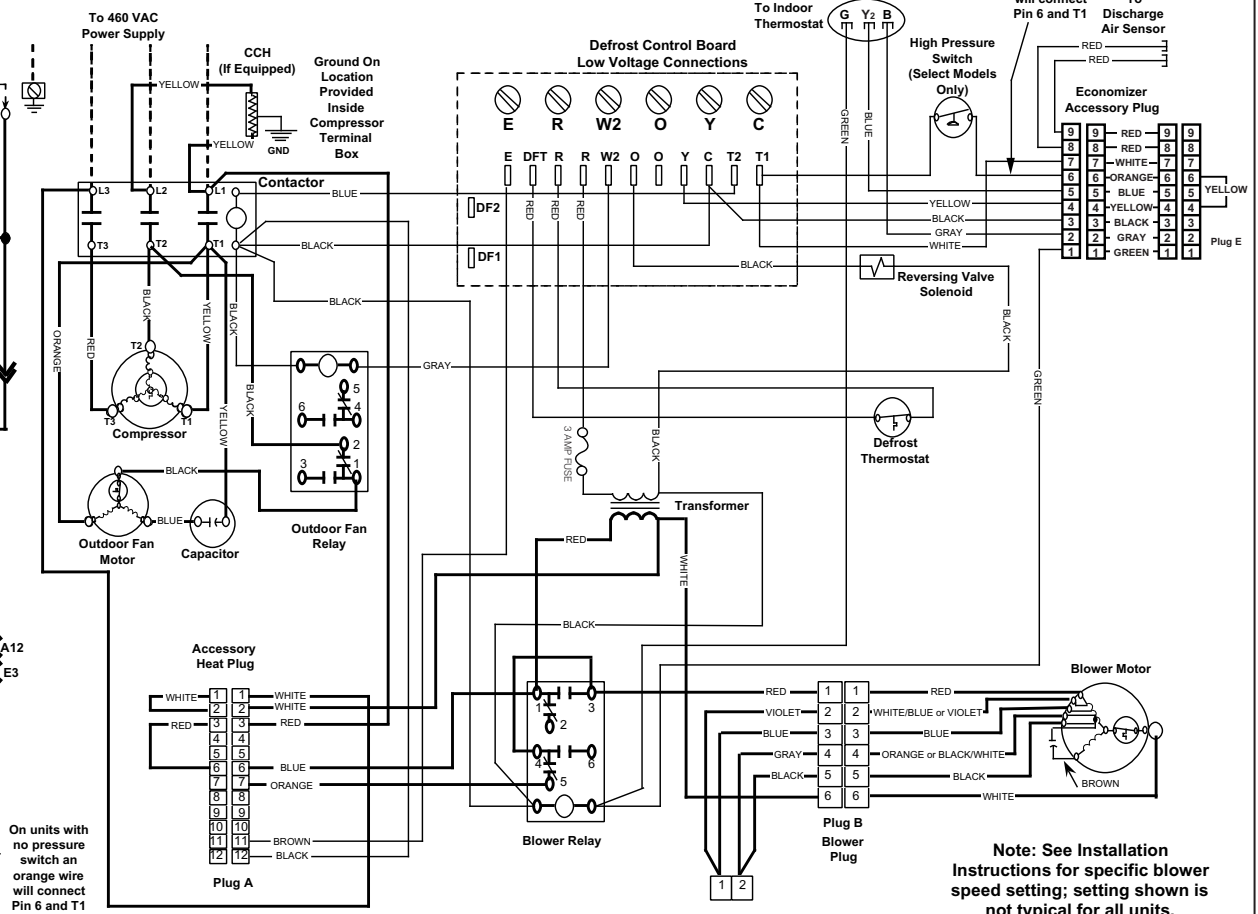 To 460 VAC
Power Supply
CCH
(If Equipped)
YELLOW
YELLOW
GND
Ground On
Location
Provided
Inside
Compressor
Terminal
Box
To Indoor
Thermostat
G Y2 B
will connect
Pin 6 and T1
To
Discharge
Air Sensor
RED
RED
High Pressure
Switch
(Select Models
Only)
GREEN
BLUE
Defrost Control Board
Low Voltage Connections
E R W2 O Y C
E DFT R R W2 O O Y C T2 T1
RED
RED
RED
DF2
DF1
Economizer
Accessory Plug
9 9 RED 9 9
8 8 RED 8 8
7 7 WHITE 7 7
6 6 ORANGE 6 6
5 5 BLUE 5 5
4 4 YELLOW 4 4
3 3 BLACK 3 3
2 2 GRAY 2 2
1 1 GREEN 1 1
YELLOW
Plug E
YELLOW
BLACK
GRAY
WHITE
L3 L2 L1
Contactor
T3 T2 T1
BLUE
BLACK
BLACK
BLACK
Reversing Valve
Solenoid
BLACK
GREEN
ORANGE
RED
BLACK
YELLOW
BLACK
BLACK
YELLOW
T2
T3 T1
Compressor
GRAY
5
6 4
2
3 1
Outdoor Fan
Relay
BLACK
BLUE
Outdoor Fan
Motor
Capacitor
3 AMP FUSE
BLACK
Defrost
Thermostat
Transformer
RED
WHITE
BLACK
A12
E3
Accessory
Heat Plug
WHITE 1 1 WHITE
2 2 WHITE
RED 3 3 RED
4 4
5 5
6 6 BLUE
7 7 ORANGE
8 8
9 9
10 10
11 11 BROWN
12 12 BLACK
Plug A
1 3
2
4 6
5
Blower Relay
RED 1 1 RED
VIOLET 2 2 WHITE/BLUE or VIOLET
BLUE 3 3 BLUE
GRAY 4 4 ORANGE or BLACK/WHITE
BLACK 5 5 BLACK
6 6 WHITE
Plug B
Blower
Plug
1 2
Blower Motor
BROWN
On units with
no pressure
switch an
orange wire
will connect
Pin 6 and T1
Note: See Installation
Instructions for specific blower
speed setting; setting shown is
not typical for all units.